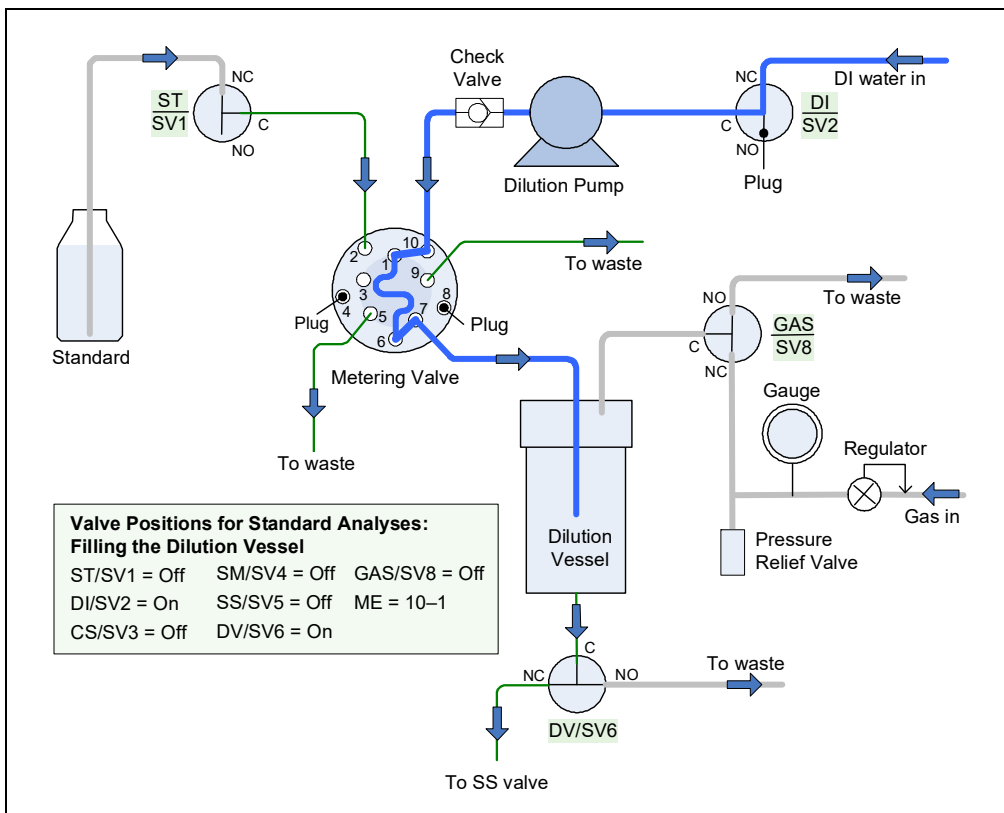 Check
Valve
NC
ST
SV1
C
NO
DI water in
NC
DI
SV2
C
NO
Plug
Dilution Pump
Standard
2
1
10
9
3
4
5
6
7
8
Plug
Plug
Metering Valve
To waste
To waste
NO
To waste
C
GAS
SV8
NC
Gauge
Regulator
Gas in
Pressure
Relief Valve
Dilution
Vessel
Valve Positions for Standard Analyses:
Filling the Dilution Vessel
ST/SV1 = Off SM/SV4 = Off GAS/SV8 = Off
DI/SV2 = On SS/SV5 = Off ME = 10–1
CS/SV3 = Off DV/SV6 = On
C
NC
NO
To waste
DV/SV6
To SS valve